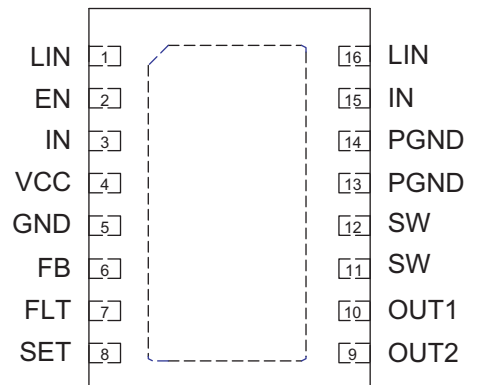 LIN 1 16 LIN
EN 2 15 IN
IN 3 14 PGND
VCC 4 13 PGND
GND 5 12 SW
FB 6 11 SW
FLT 7 10 OUT1
SET 8 9 OUT2